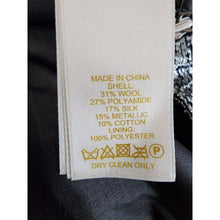 MADE IN CHINA
SHELL:
31% WOOL
27% POLYAMIDE
17% SILK
15% METALLIC
10% COTTON
LINING:
100% POLYESTER
P
DRY CLEAN ONLY